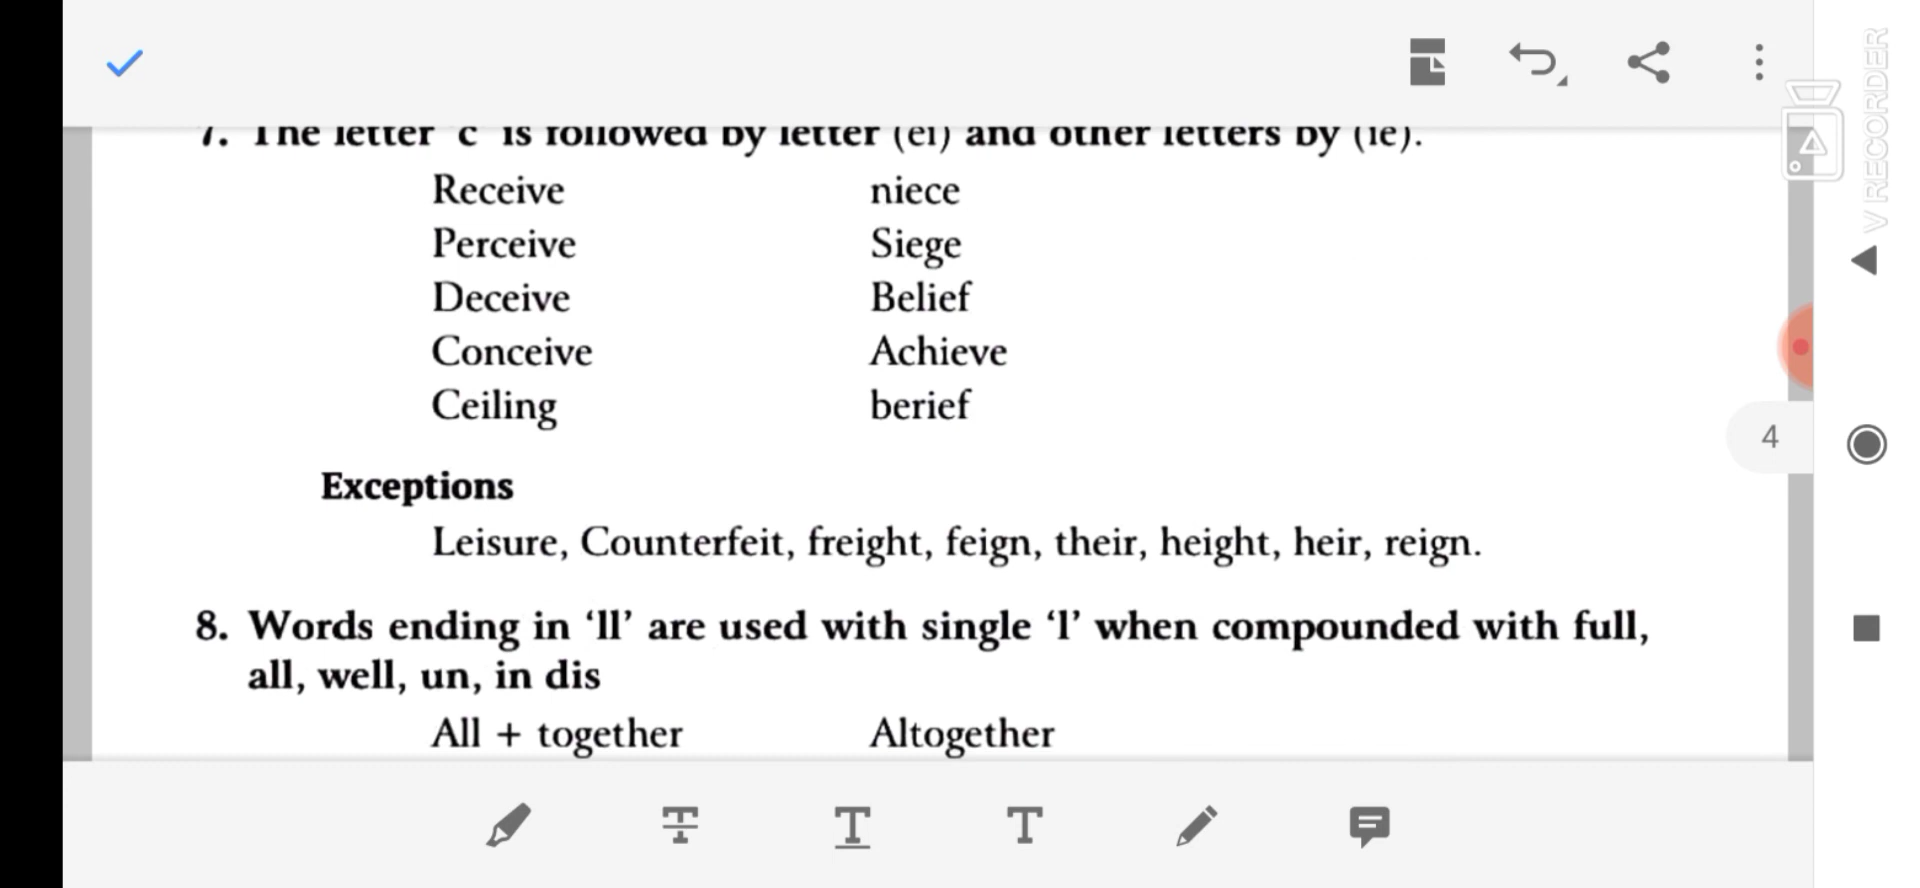 7. The letter 'c' is followed by letter (ei) and other letters by (ie).
Receive niece
Perceive Siege
Deceive Belief
Conceive Achieve
Ceiling berief
Exceptions
Leisure, Counterfeit, freight, feign, their, height, heir, reign.
8. Words ending in ‘ll’ are used with single ‘l’ when compounded with full,
all, well, un, in dis
All + together Altogether
4
V RECORDER